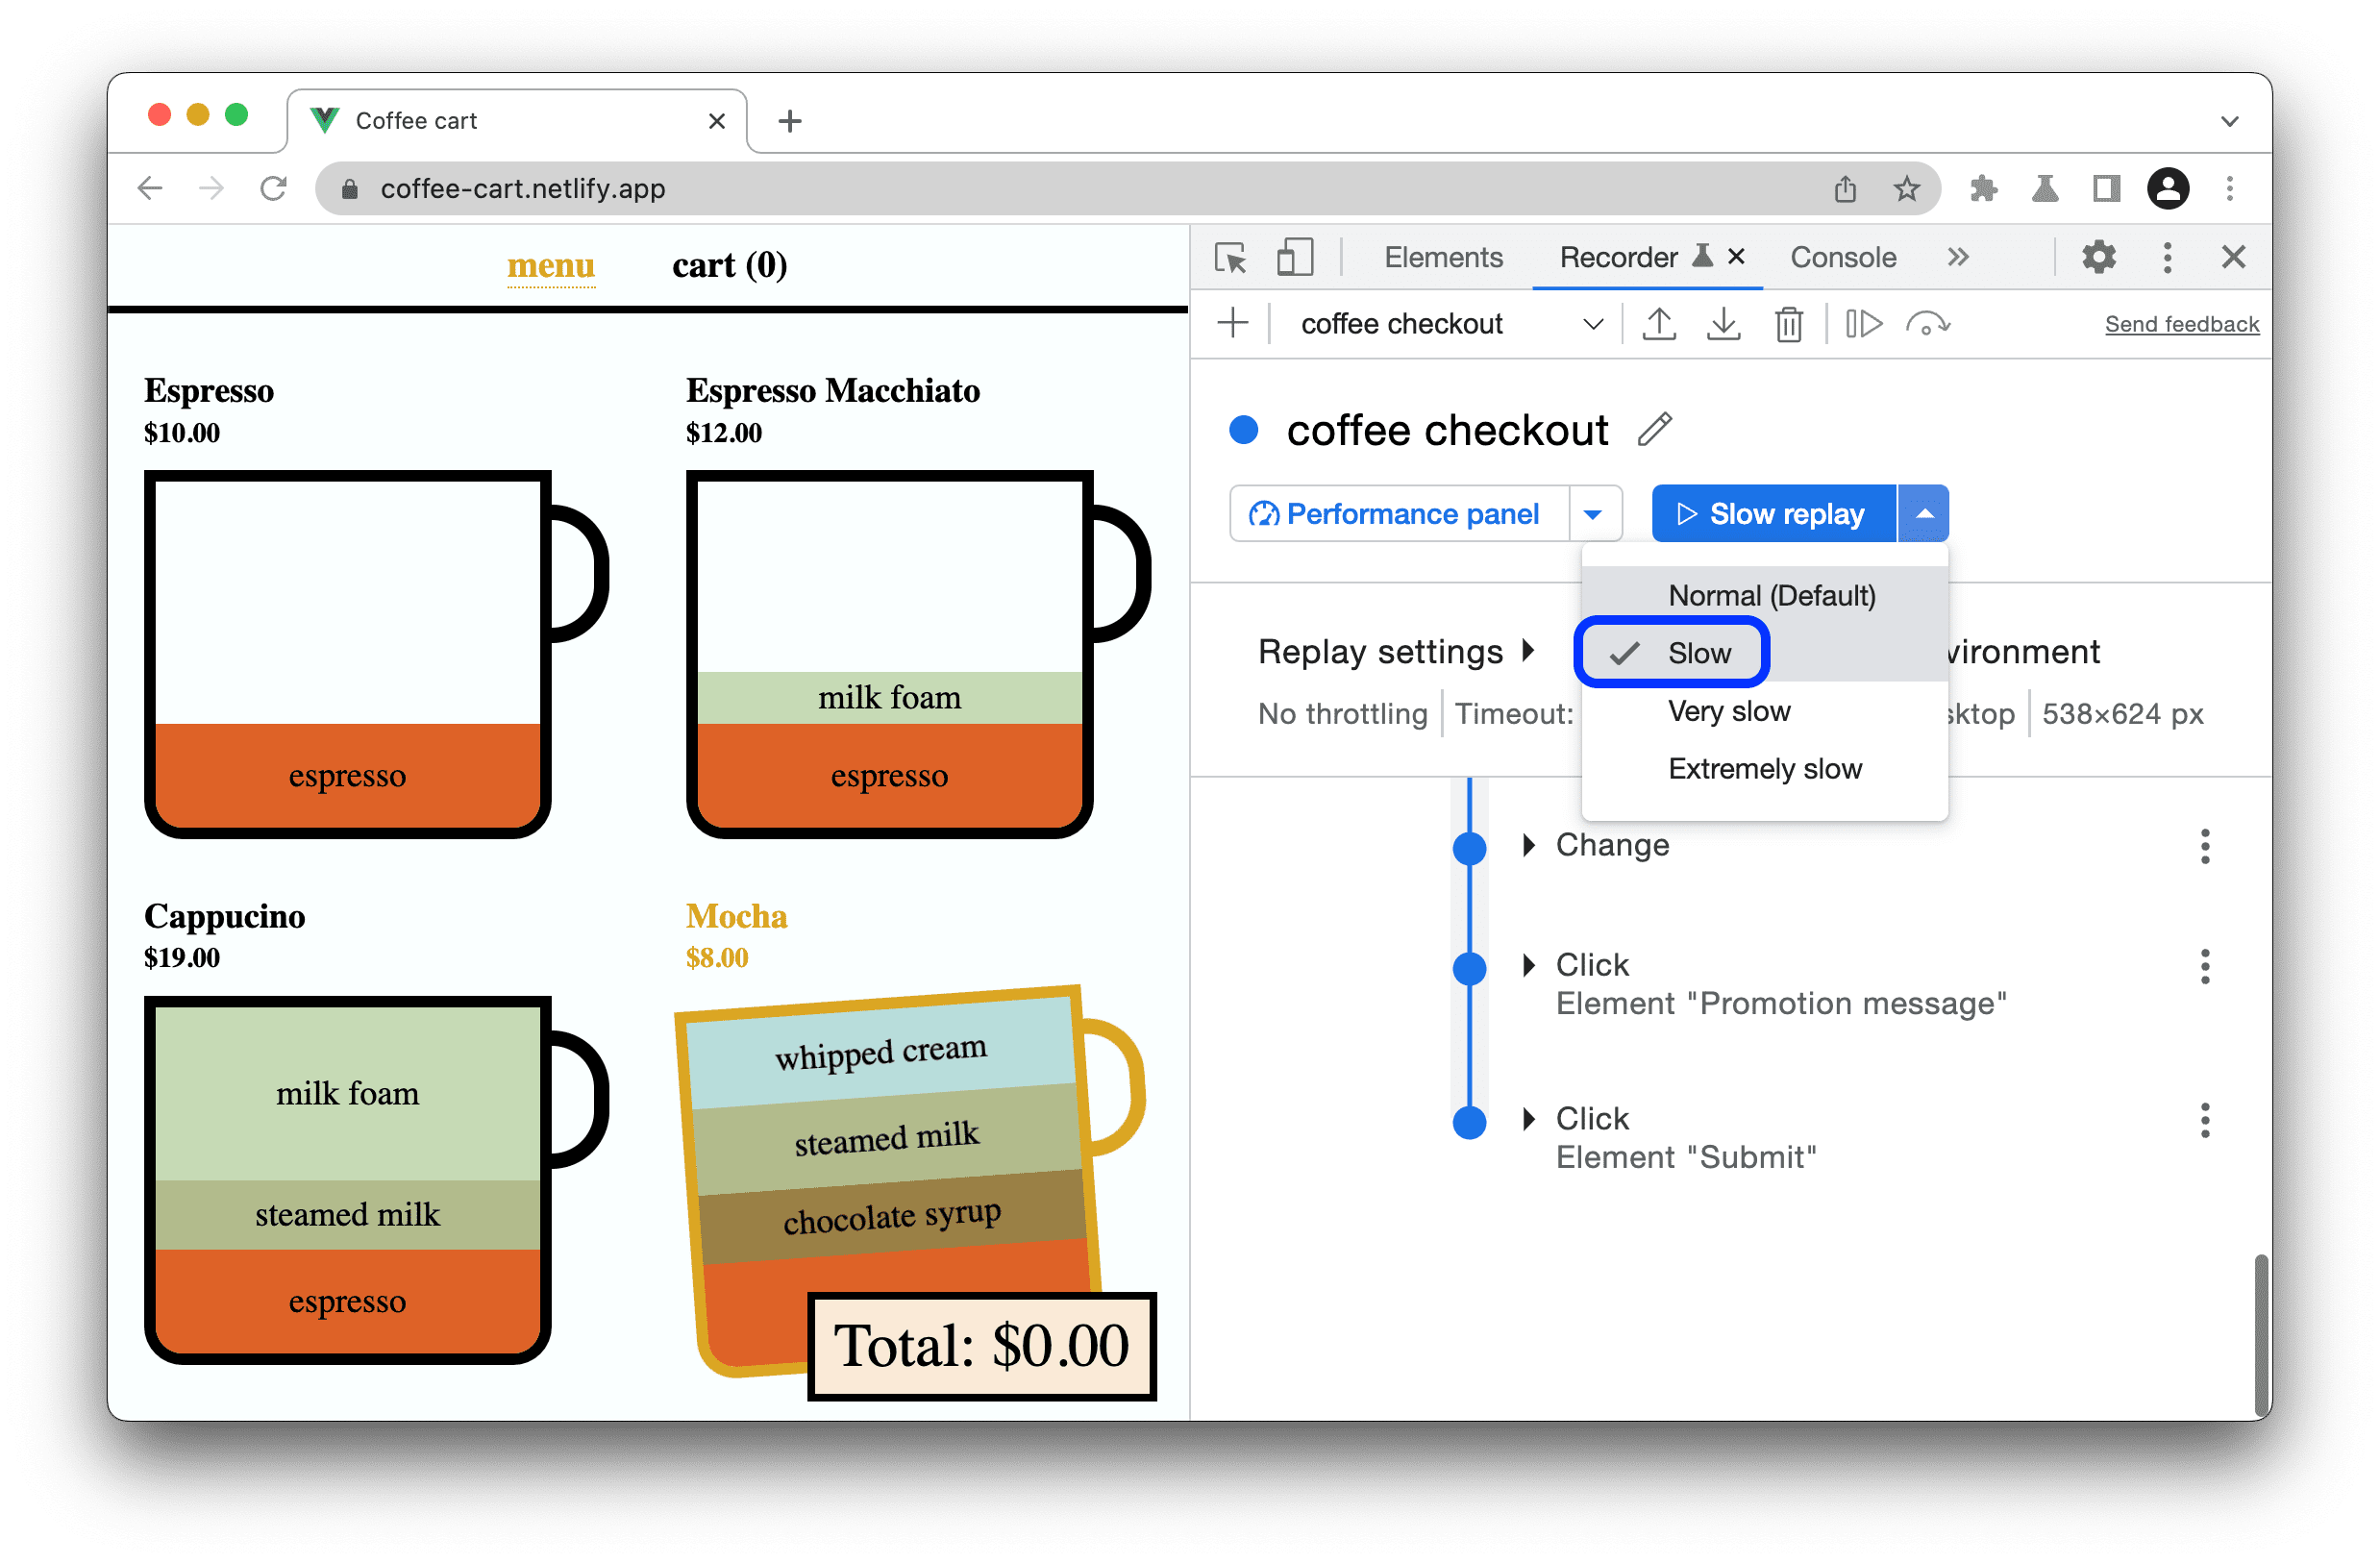 Coffee cart
coffee-cart.netlify.app
menu
cart (0)
Espresso
$10.00
espresso
Espresso Macchiato
$12.00
milk foam
espresso
Cappucino
$19.00
milk foam
steamed milk
espresso
Mocha
$8.00
whipped cream
steamed milk
chocolate syrup
Total: $0.00
Elements
Recorder
Console
coffee checkout
Send feedback
coffee checkout
Performance panel
Slow replay
Normal (Default)
Slow
Very slow
Extremely slow
Replay settings
vironment
No throttling
Timeout:
sktop
538×624 px
Change
Click
Element "Promotion message"
Click
Element "Submit"